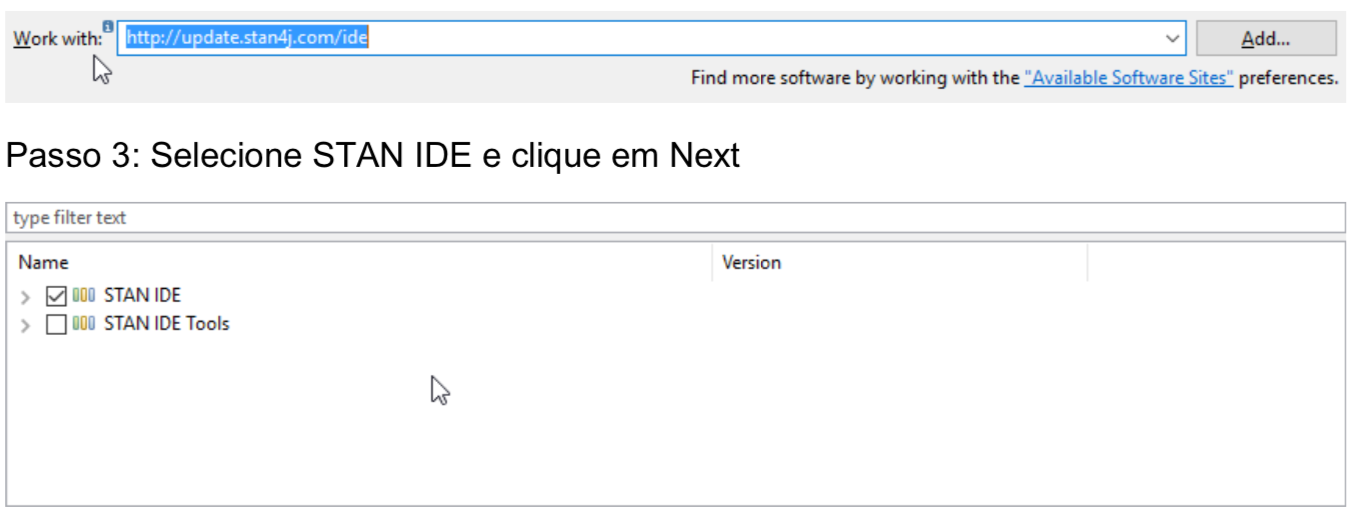 Work with: http://update.stan4j.com/ide Add...
Find more software by working with the "Available Software Sites" preferences.
Passo 3: Selecione STAN IDE e clique em Next
type filter text
Name Version
STAN IDE
STAN IDE Tools